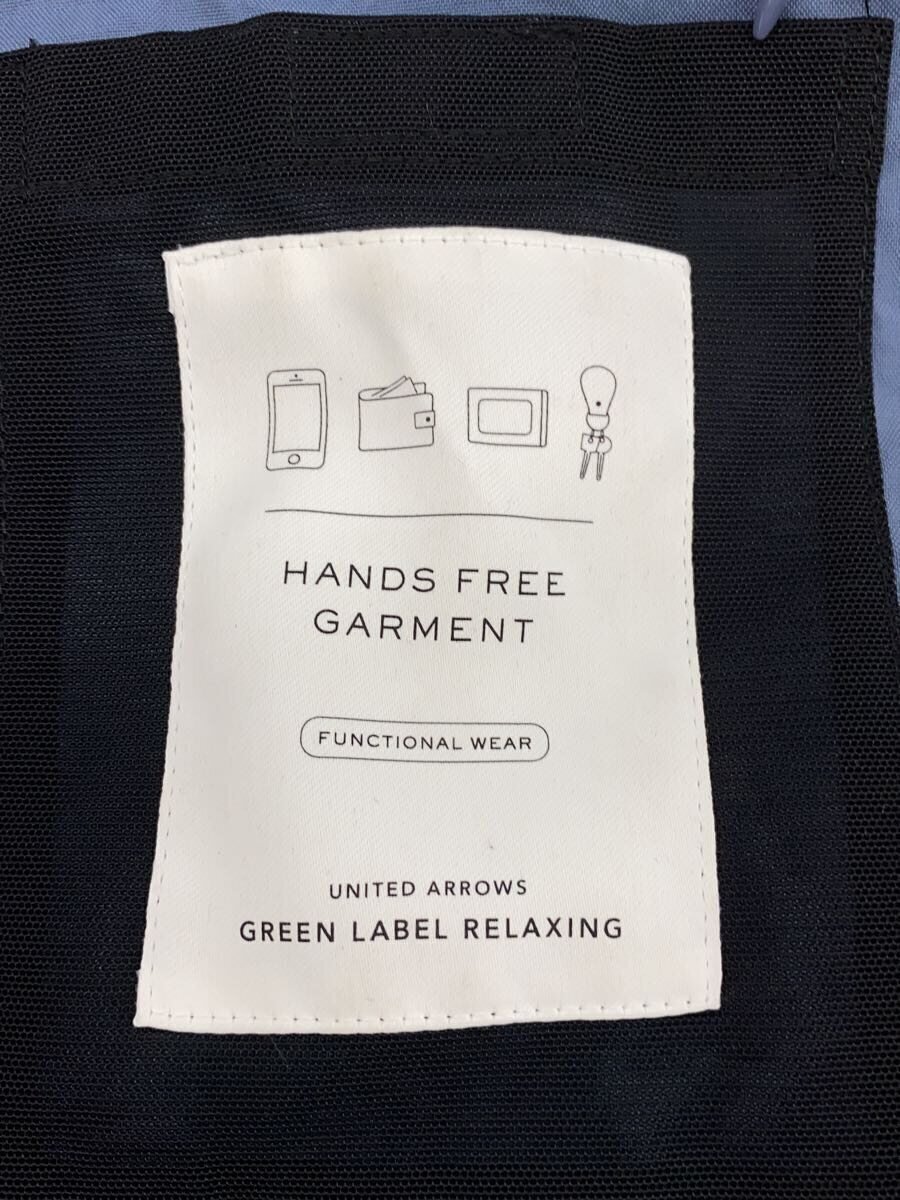 HANDS FREE
GARMENT
FUNCTIONAL WEAR
UNITED ARROWS
GREEN LABEL RELAXING